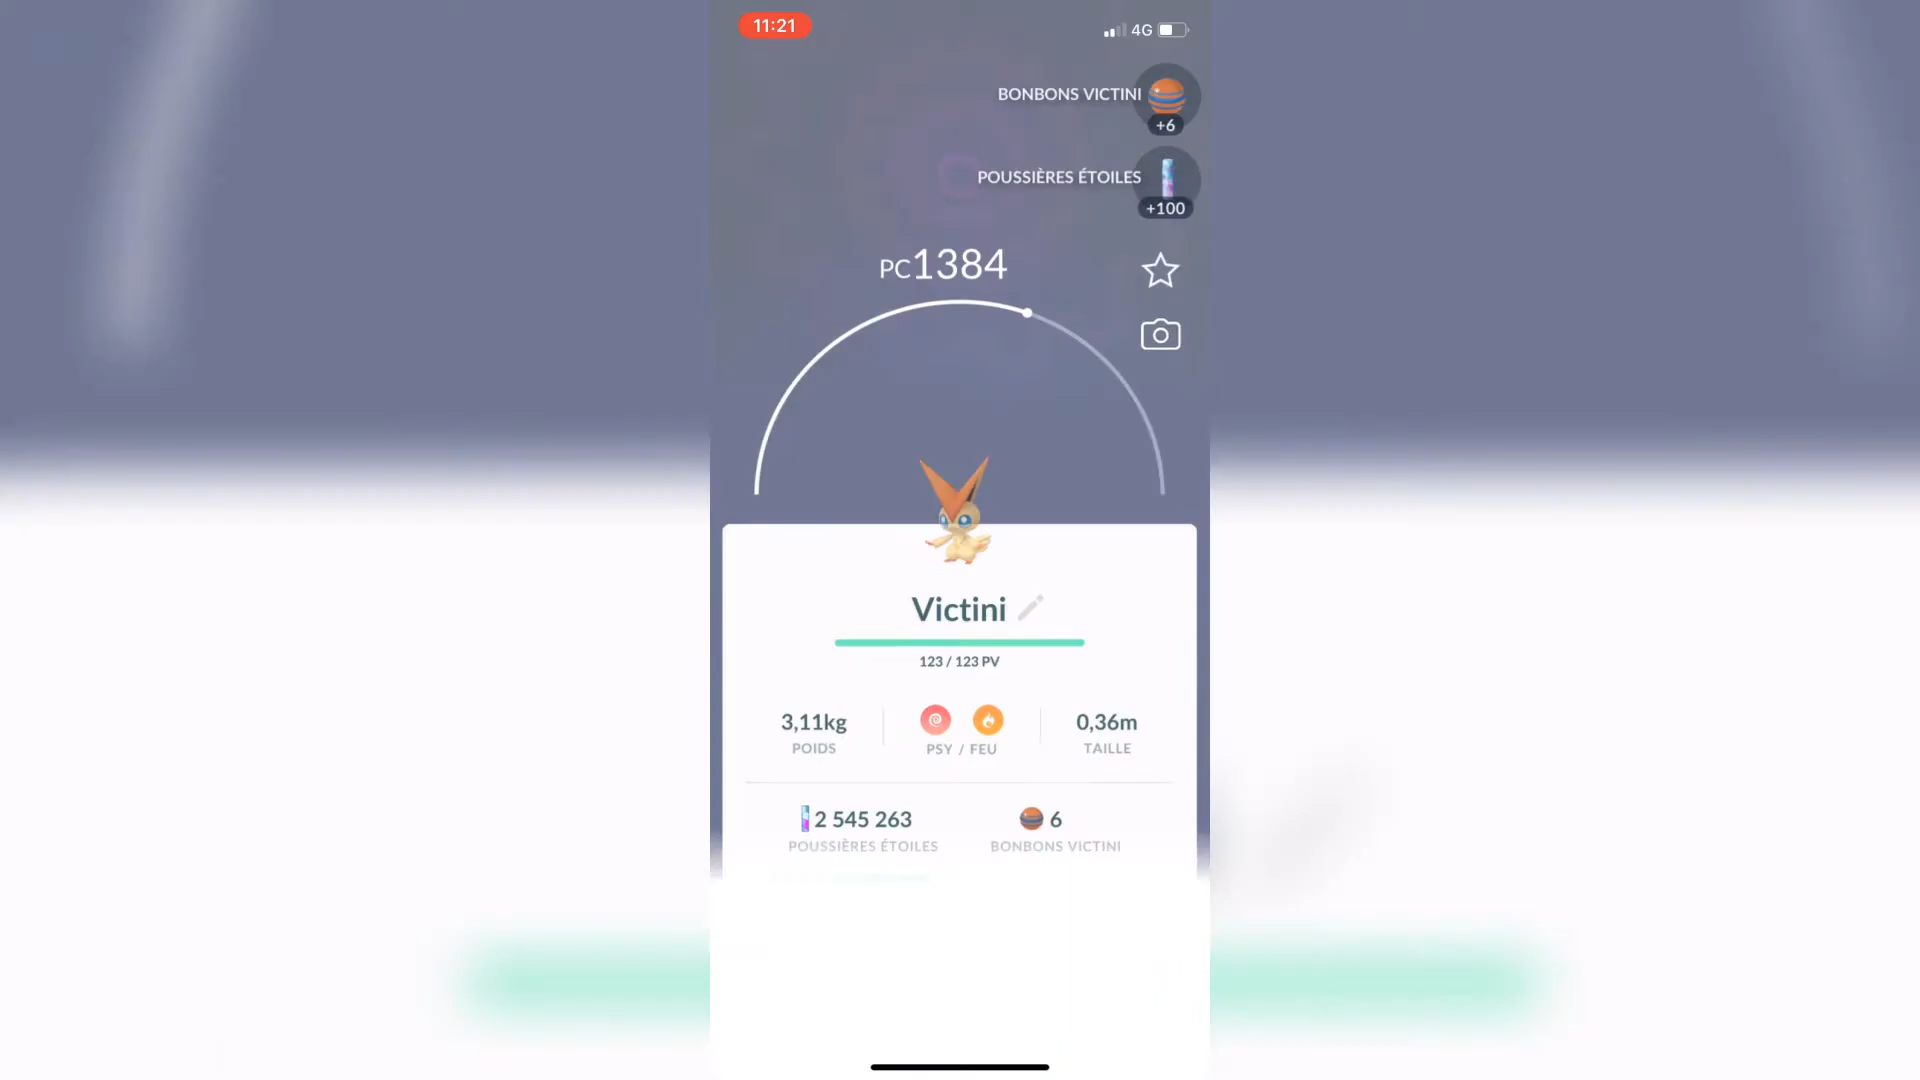 11:21
4G
BONBONS VICTINI
+6
POUSSIÈRES ÉTOILES
+100
PC1384
Victini
123 / 123 PV
3,11kg
POIDS
PSY / FEU
0,36m
TAILLE
2 545 263
POUSSIÈRES ÉTOILES
6
BONBONS VICTINI